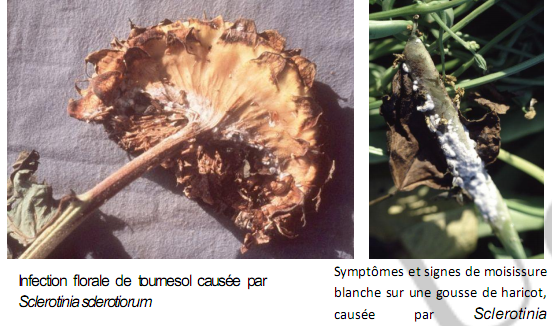 Infection florale de tournesol causée par
Sclerotinia sclerotiorum
Symptômes et signes de moisissure
blanche sur une gousse de haricot,
causée par Sclerotinia